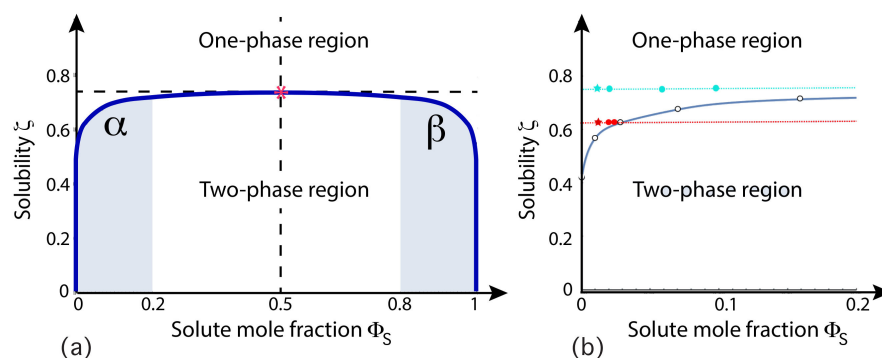 One-phase region
0.8
0.6
0.4
0.2
0
α
β
Two-phase region
Solubility ζ
0
0.2
0.5
0.8
1
Solute mole fraction Φ_S
(a)
One-phase region
0.8
0.6
0.4
0.2
0
Two-phase region
Solubility ζ
0
0.1
0.2
Solute mole fraction Φ_S
(b)